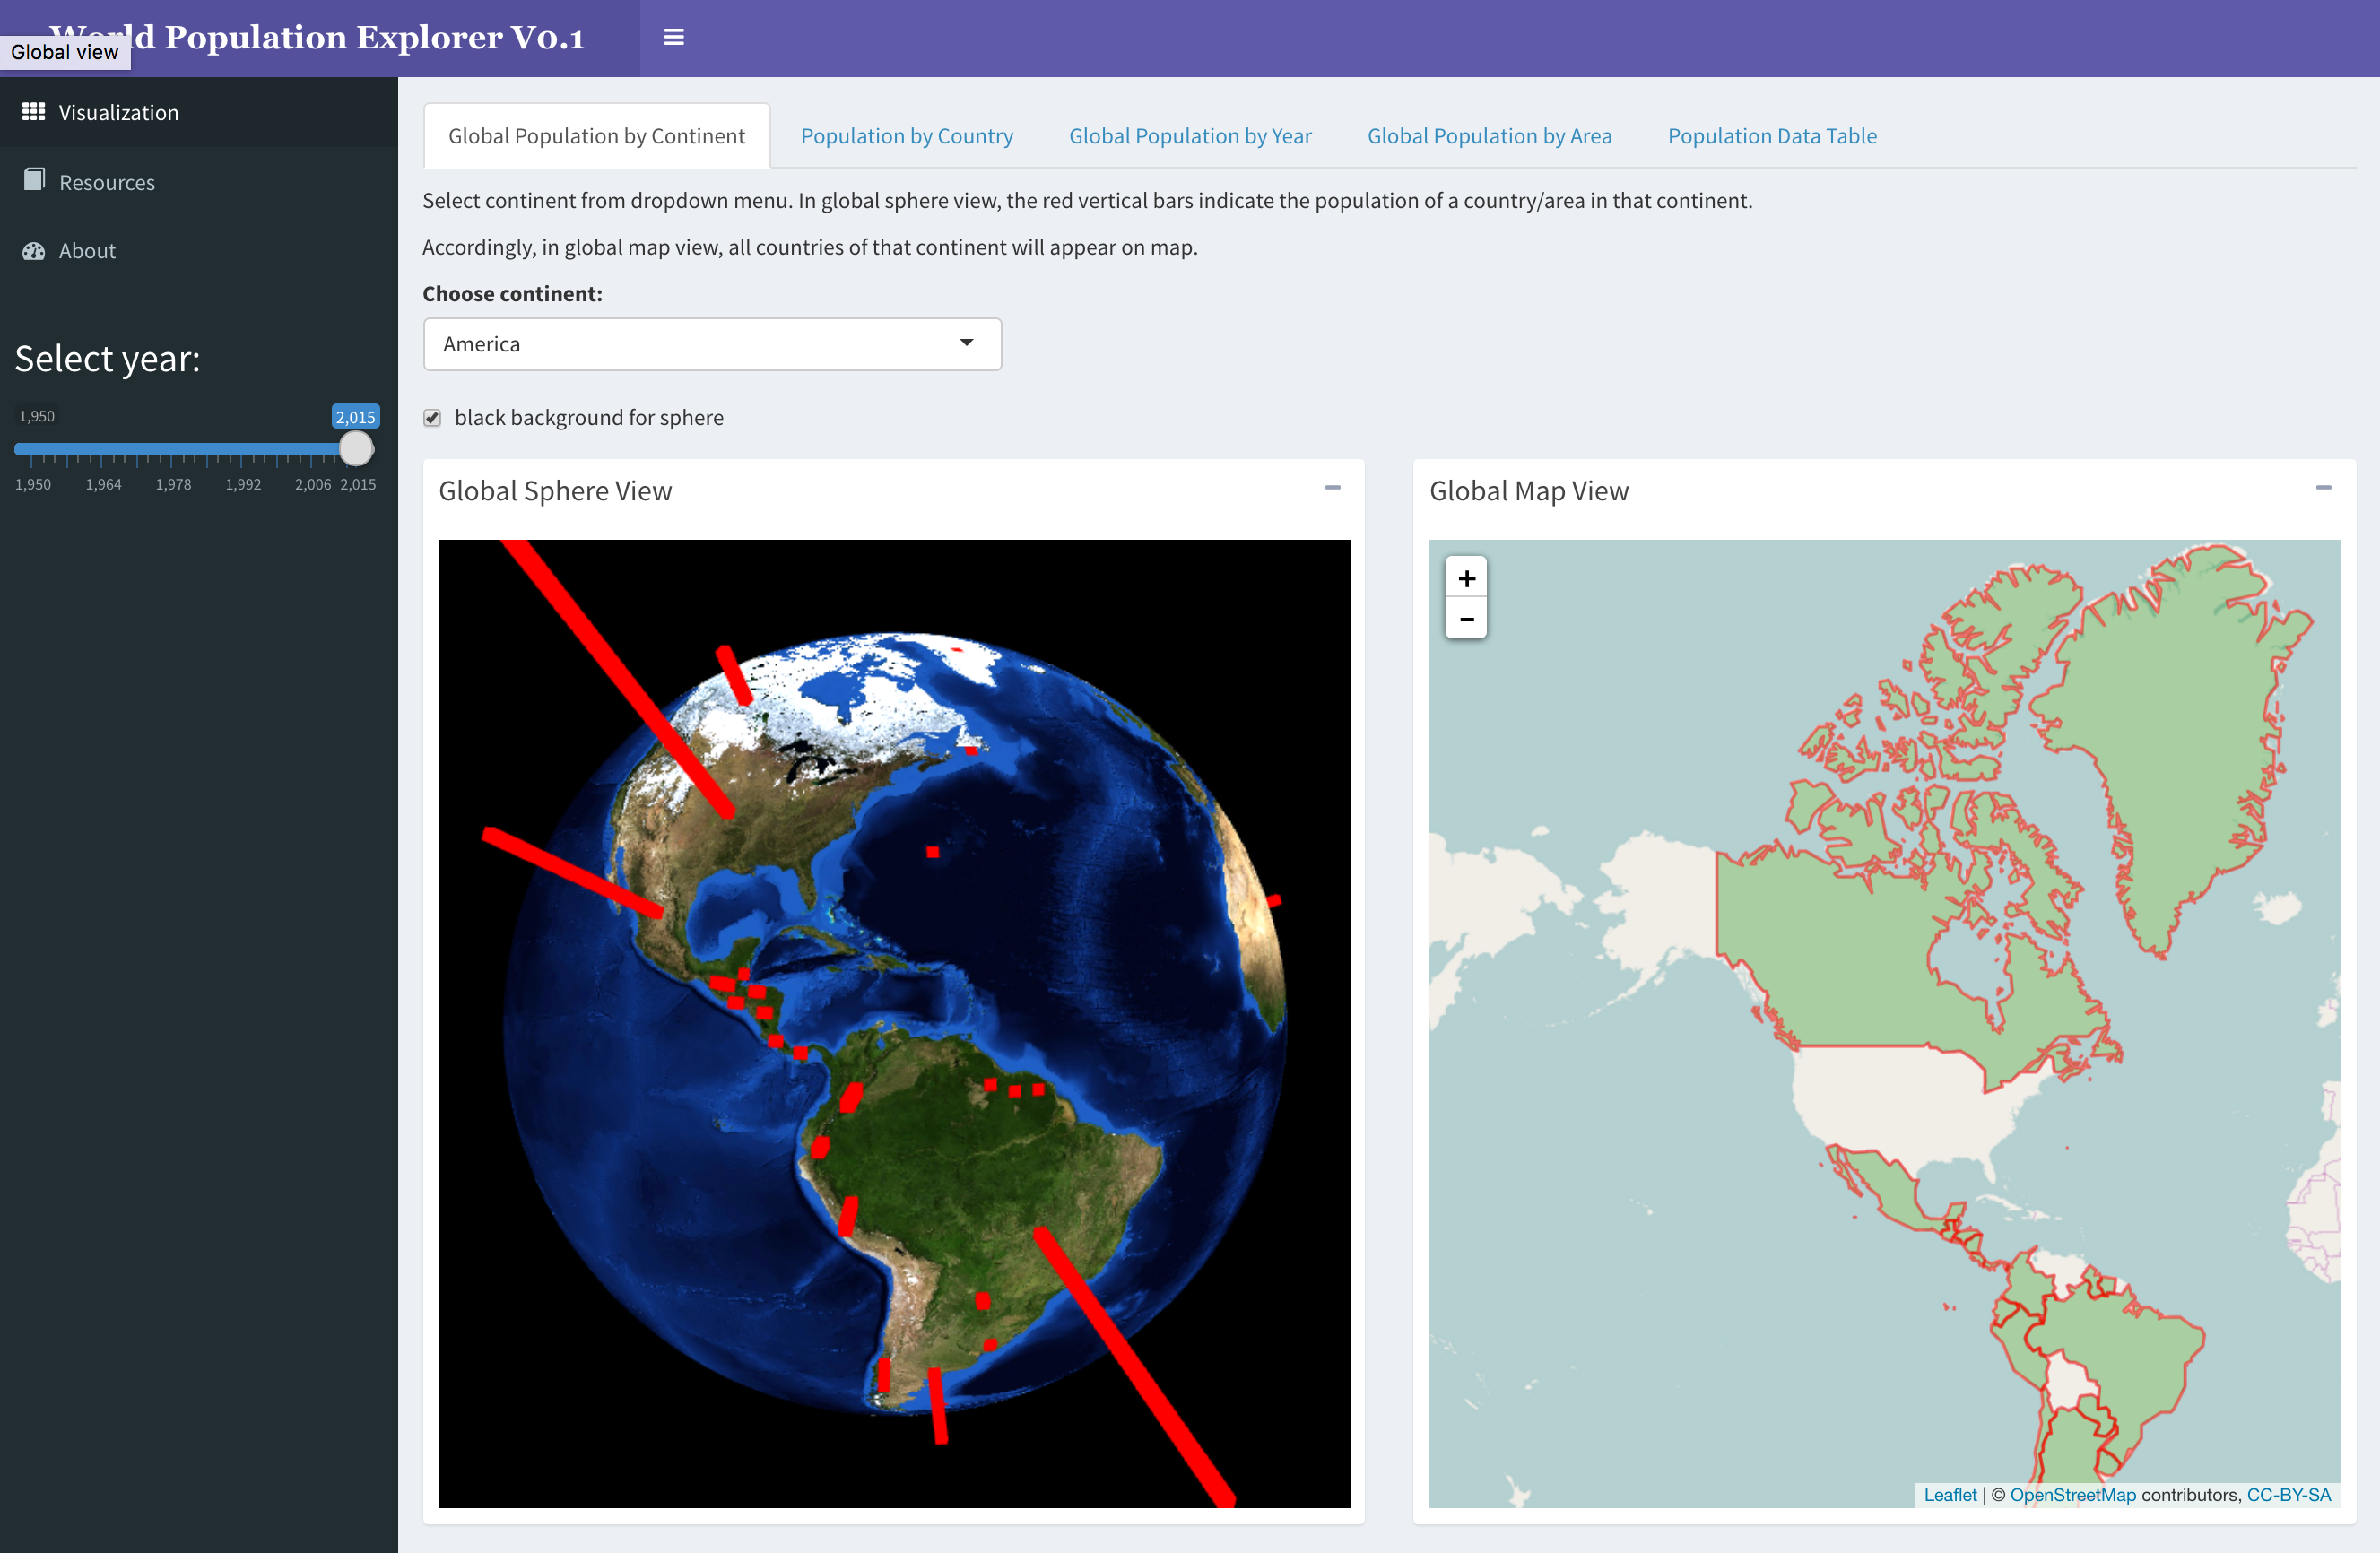 World Population Explorer V0.1
Global view
Visualization
Resources
About
Select year:
1,950
2,015
1,950 1,964 1,978 1,992 2,006 2,015
Global Population by Continent
Population by Country
Global Population by Year
Global Population by Area
Population Data Table
Select continent from dropdown menu. In global sphere view, the red vertical bars indicate the population of a country/area in that continent.
Accordingly, in global map view, all countries of that continent will appear on map.
Choose continent:
America
black background for sphere
Global Sphere View
Global Map View
+
−
Leaflet | © OpenStreetMap contributors, CC-BY-SA